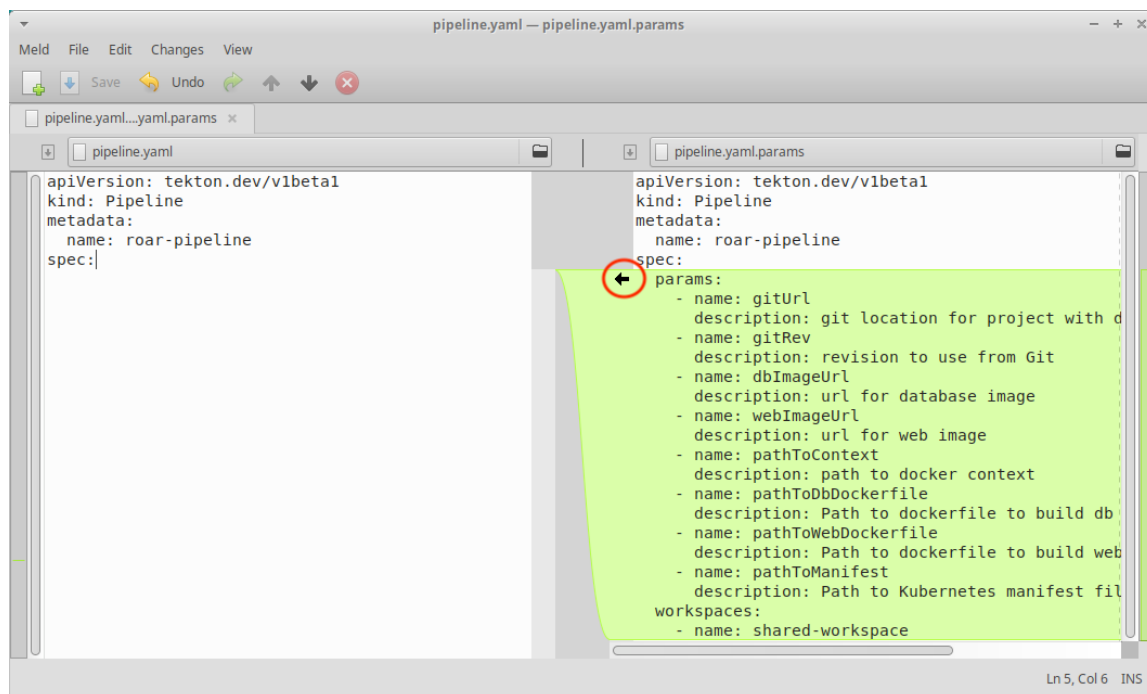 pipeline.yaml — pipeline.yaml.params
Meld File Edit Changes View
Save Undo
pipeline.yaml....yaml.params
pipeline.yaml
apiVersion: tekton.dev/v1beta1
kind: Pipeline
metadata:
  name: roar-pipeline
spec:
pipeline.yaml.params
apiVersion: tekton.dev/v1beta1
kind: Pipeline
metadata:
  name: roar-pipeline
spec:
  params:
    - name: gitUrl
      description: git location for project with d
    - name: gitRev
      description: revision to use from Git
    - name: dbImageUrl
      description: url for database image
    - name: webImageUrl
      description: url for web image
    - name: pathToContext
      description: path to docker context
    - name: pathToDbDockerfile
      description: Path to dockerfile to build db
    - name: pathToWebDockerfile
      description: Path to dockerfile to build web
    - name: pathToManifest
      description: Path to Kubernetes manifest fil
  workspaces:
    - name: shared-workspace
Ln 5, Col 6 INS